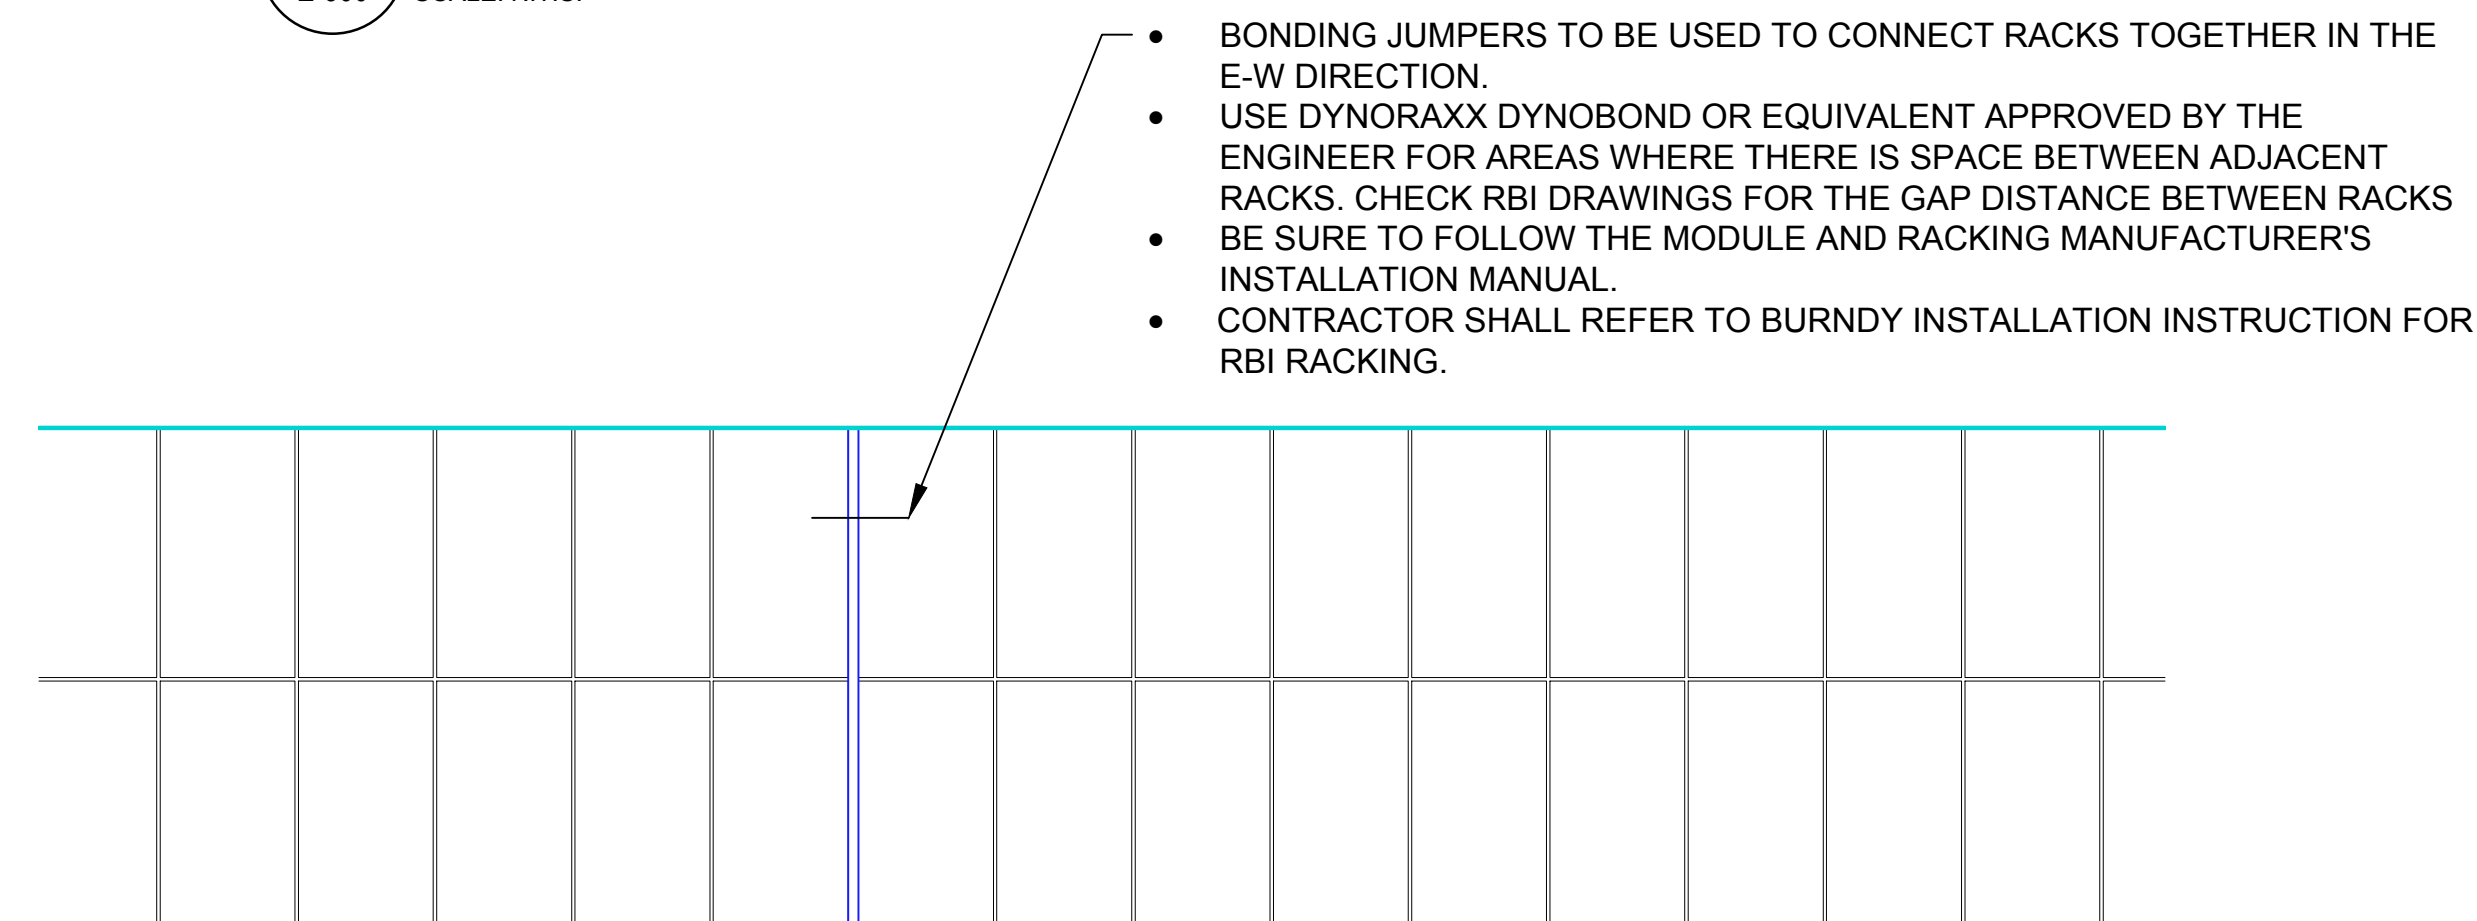 • BONDING JUMPERS TO BE USED TO CONNECT RACKS TOGETHER IN THE
E-W DIRECTION.
• USE DYNORAXX DYNOBOND OR EQUIVALENT APPROVED BY THE
ENGINEER FOR AREAS WHERE THERE IS SPACE BETWEEN ADJACENT
RACKS. CHECK RBI DRAWINGS FOR THE GAP DISTANCE BETWEEN RACKS
• BE SURE TO FOLLOW THE MODULE AND RACKING MANUFACTURER'S
INSTALLATION MANUAL.
• CONTRACTOR SHALL REFER TO BURNDY INSTALLATION INSTRUCTION FOR
RBI RACKING.